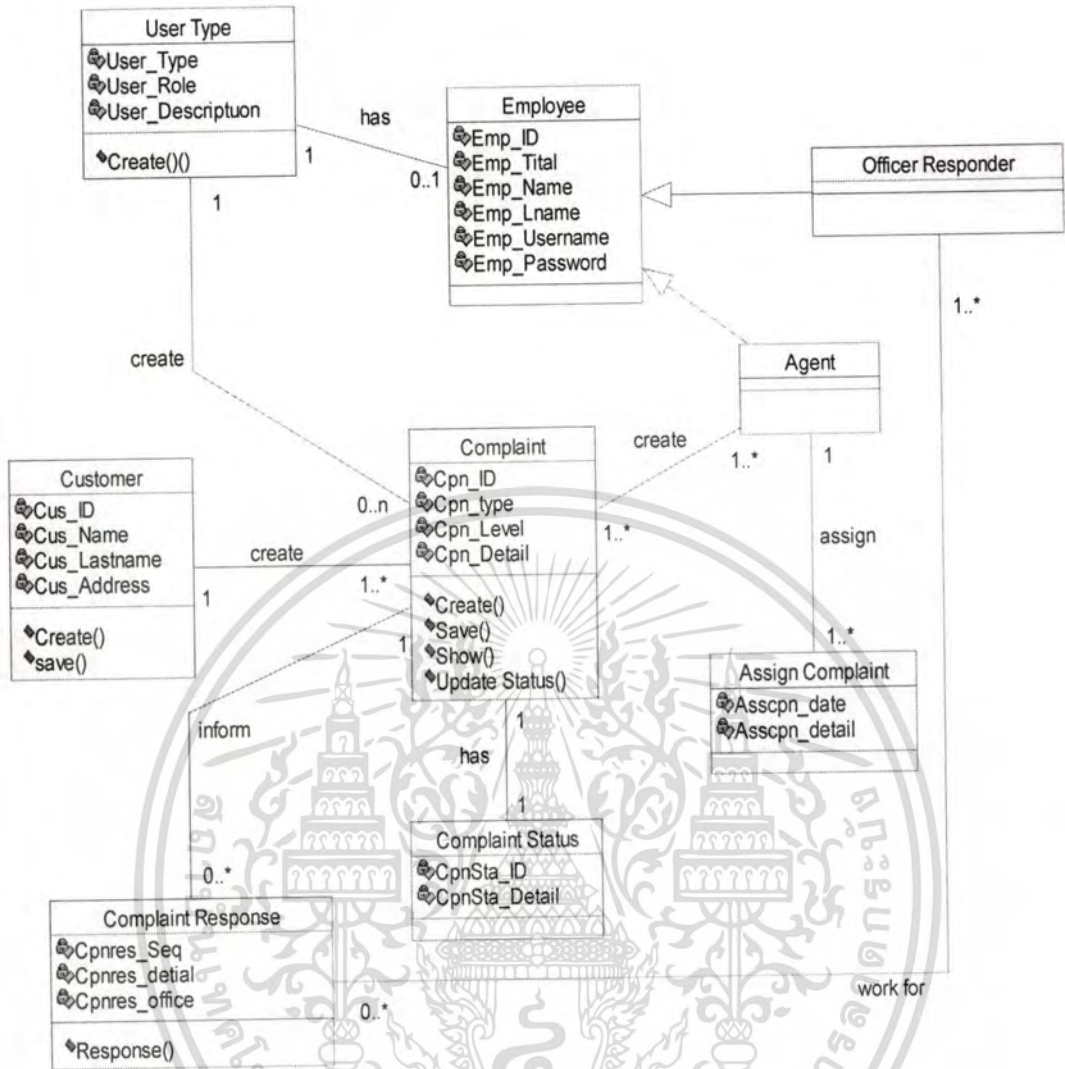 User Type
User_Type
User_Role
User_Descriptuon
Create()()
has
1
0..1
Employee
Emp_ID
Emp_Tital
Emp_Name
Emp_Lname
Emp_Username
Emp_Password
Officer Responder
1
1..*
create
Agent
create
1..*
1
Complaint
Cpn_ID
Cpn_type
Cpn_Level
Cpn_Detail
Create()
Save()
Show()
Update Status()
0..n
1..*
Customer
Cus_ID
Cus_Name
Cus_Lastname
Cus_Address
Create()
save()
create
1
1..*
assign
1..*
Assign Complaint
Asscpn_date
Asscpn_detail
1
inform
1
has
1
Complaint Status
CpnSta_ID
CpnSta_Detail
0..*
Complaint Response
Cpnres_Seq
Cpnres_detial
Cpnres_office
Response()
0..*
work for